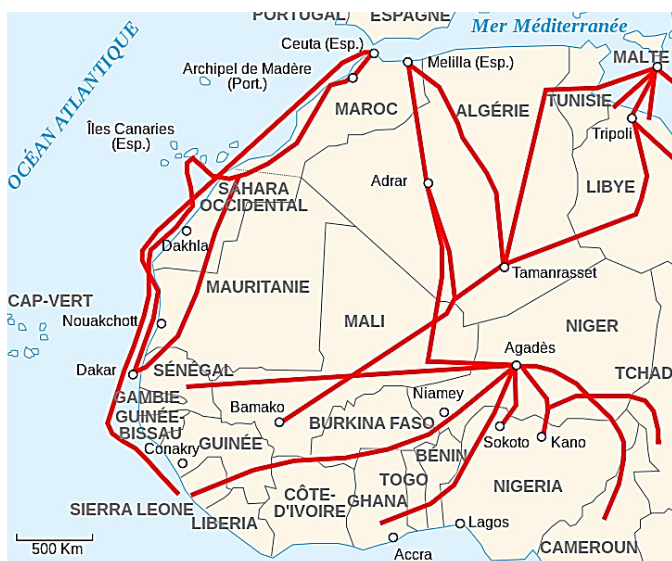 PORTUGAL
ESPAGNE
Mer Méditerranée
Ceuta (Esp.)
Melilla (Esp.)
MALTE
Archipel de Madère
(Port.)
MAROC
ALGÉRIE
TUNISIE
OCÉAN ATLANTIQUE
Îles Canaries
(Esp.)
Tripoli
Adrar
LIBYE
SAHARA
OCCIDENTAL
Dakhla
Tamanrasset
MAURITANIE
CAP-VERT
Nouakchott
MALI
NIGER
Agadès
Dakar
SÉNÉGAL
TCHAD
GAMBIE
Niamey
GUINÉE-
BISSAU
Bamako
BURKINA FASO
Sokoto
Kano
Conakry
GUINÉE
BÉNIN
TOGO
NIGERIA
CÔTE-
D'IVOIRE
GHANA
SIERRA LEONE
LIBERIA
Lagos
500 Km
Accra
CAMEROUN